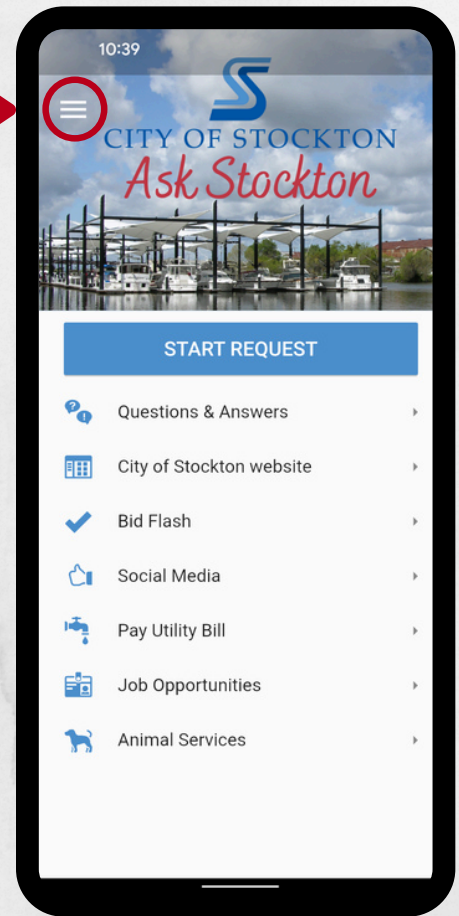 10:39
CITY OF STOCKTON
Ask Stockton
START REQUEST
Questions & Answers
City of Stockton website
Bid Flash
Social Media
Pay Utility Bill
Job Opportunities
Animal Services